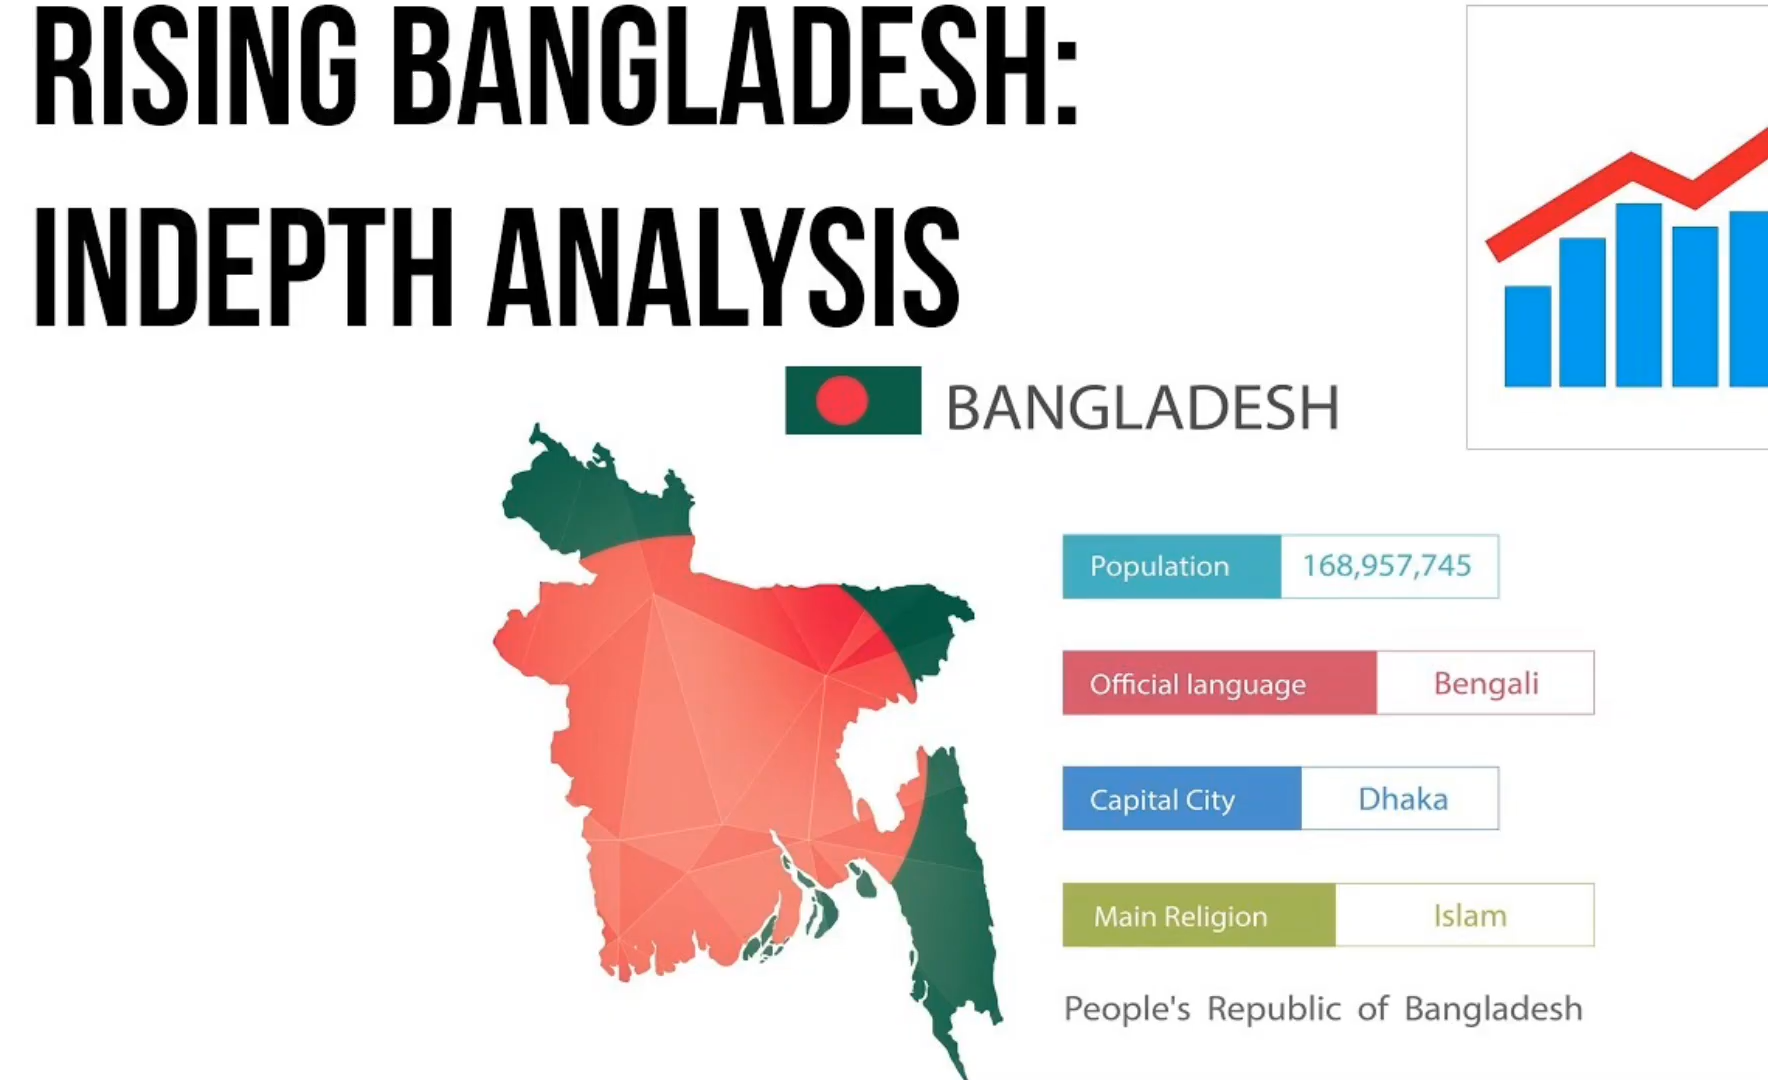 RISING BANGLADESH:
INDEPTH ANALYSIS
BANGLADESH
Population 168,957,745
Official language Bengali
Capital City Dhaka
Main Religion Islam
People's Republic of Bangladesh